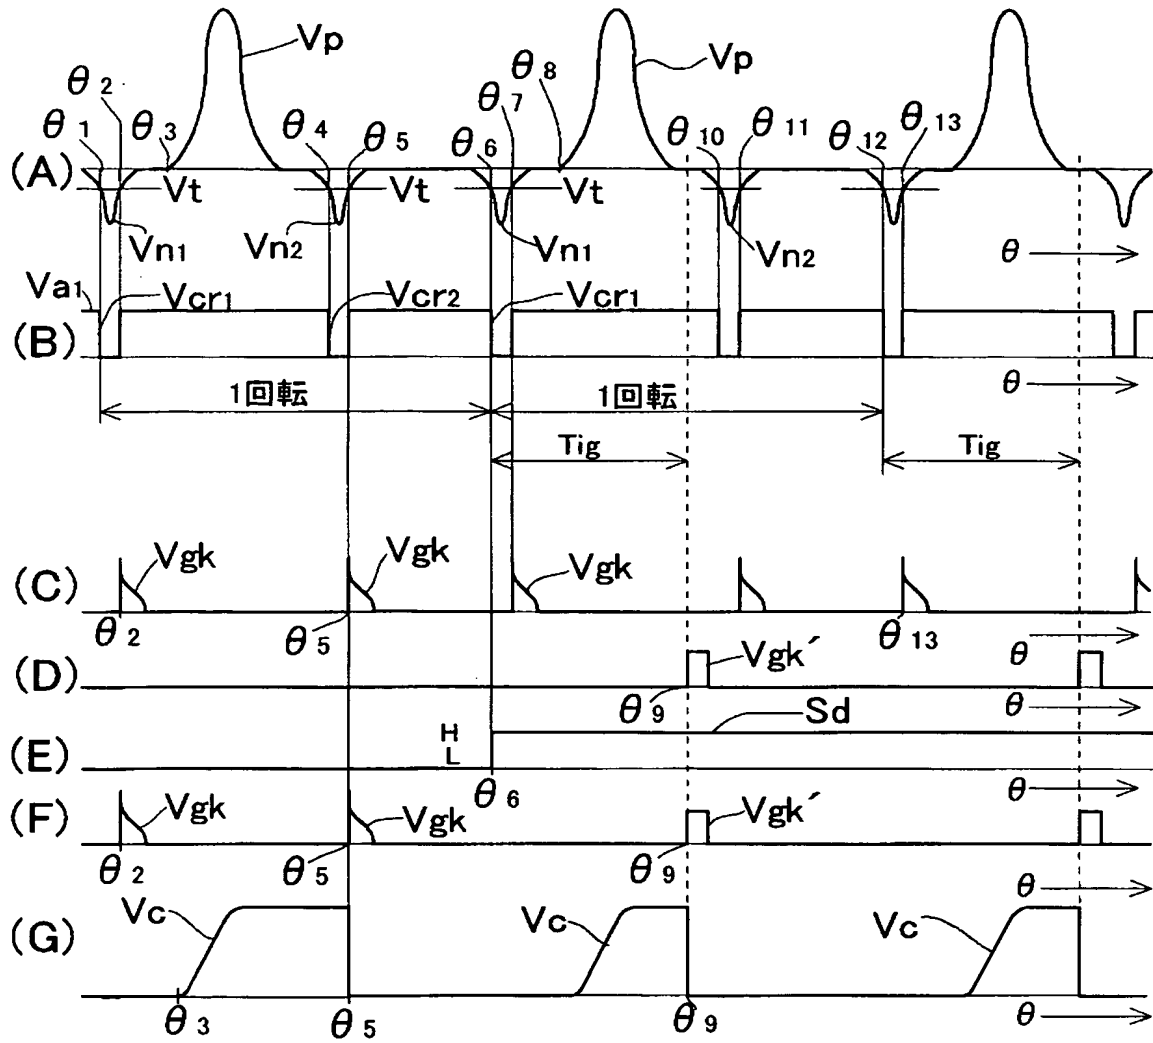 Vp Vp
θ2 θ8
θ1 θ3 θ4 θ5 θ6 θ7 θ10 θ11 θ12 θ13
(A) Vt Vt Vt
Vn1 Vn2 Vn1 Vn2 θ
Va1 Vcr1 Vcr2 Vcr1
(B)
θ
1回転 1回転
Tig Tig
Vgk Vgk Vgk
(C)
θ2 θ5 θ13
θ
(D) Vgk´
θ9 θ
Sd
(E) H
L
θ6 θ
(F) Vgk Vgk Vgk´
θ2 θ5 θ9
θ
(G) Vc Vc Vc
θ3 θ5 θ9 θ